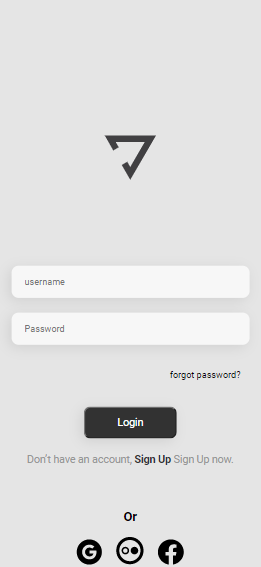 username
Password
forgot password?
Login
Don't have an account, Sign Up Sign Up now.
Or